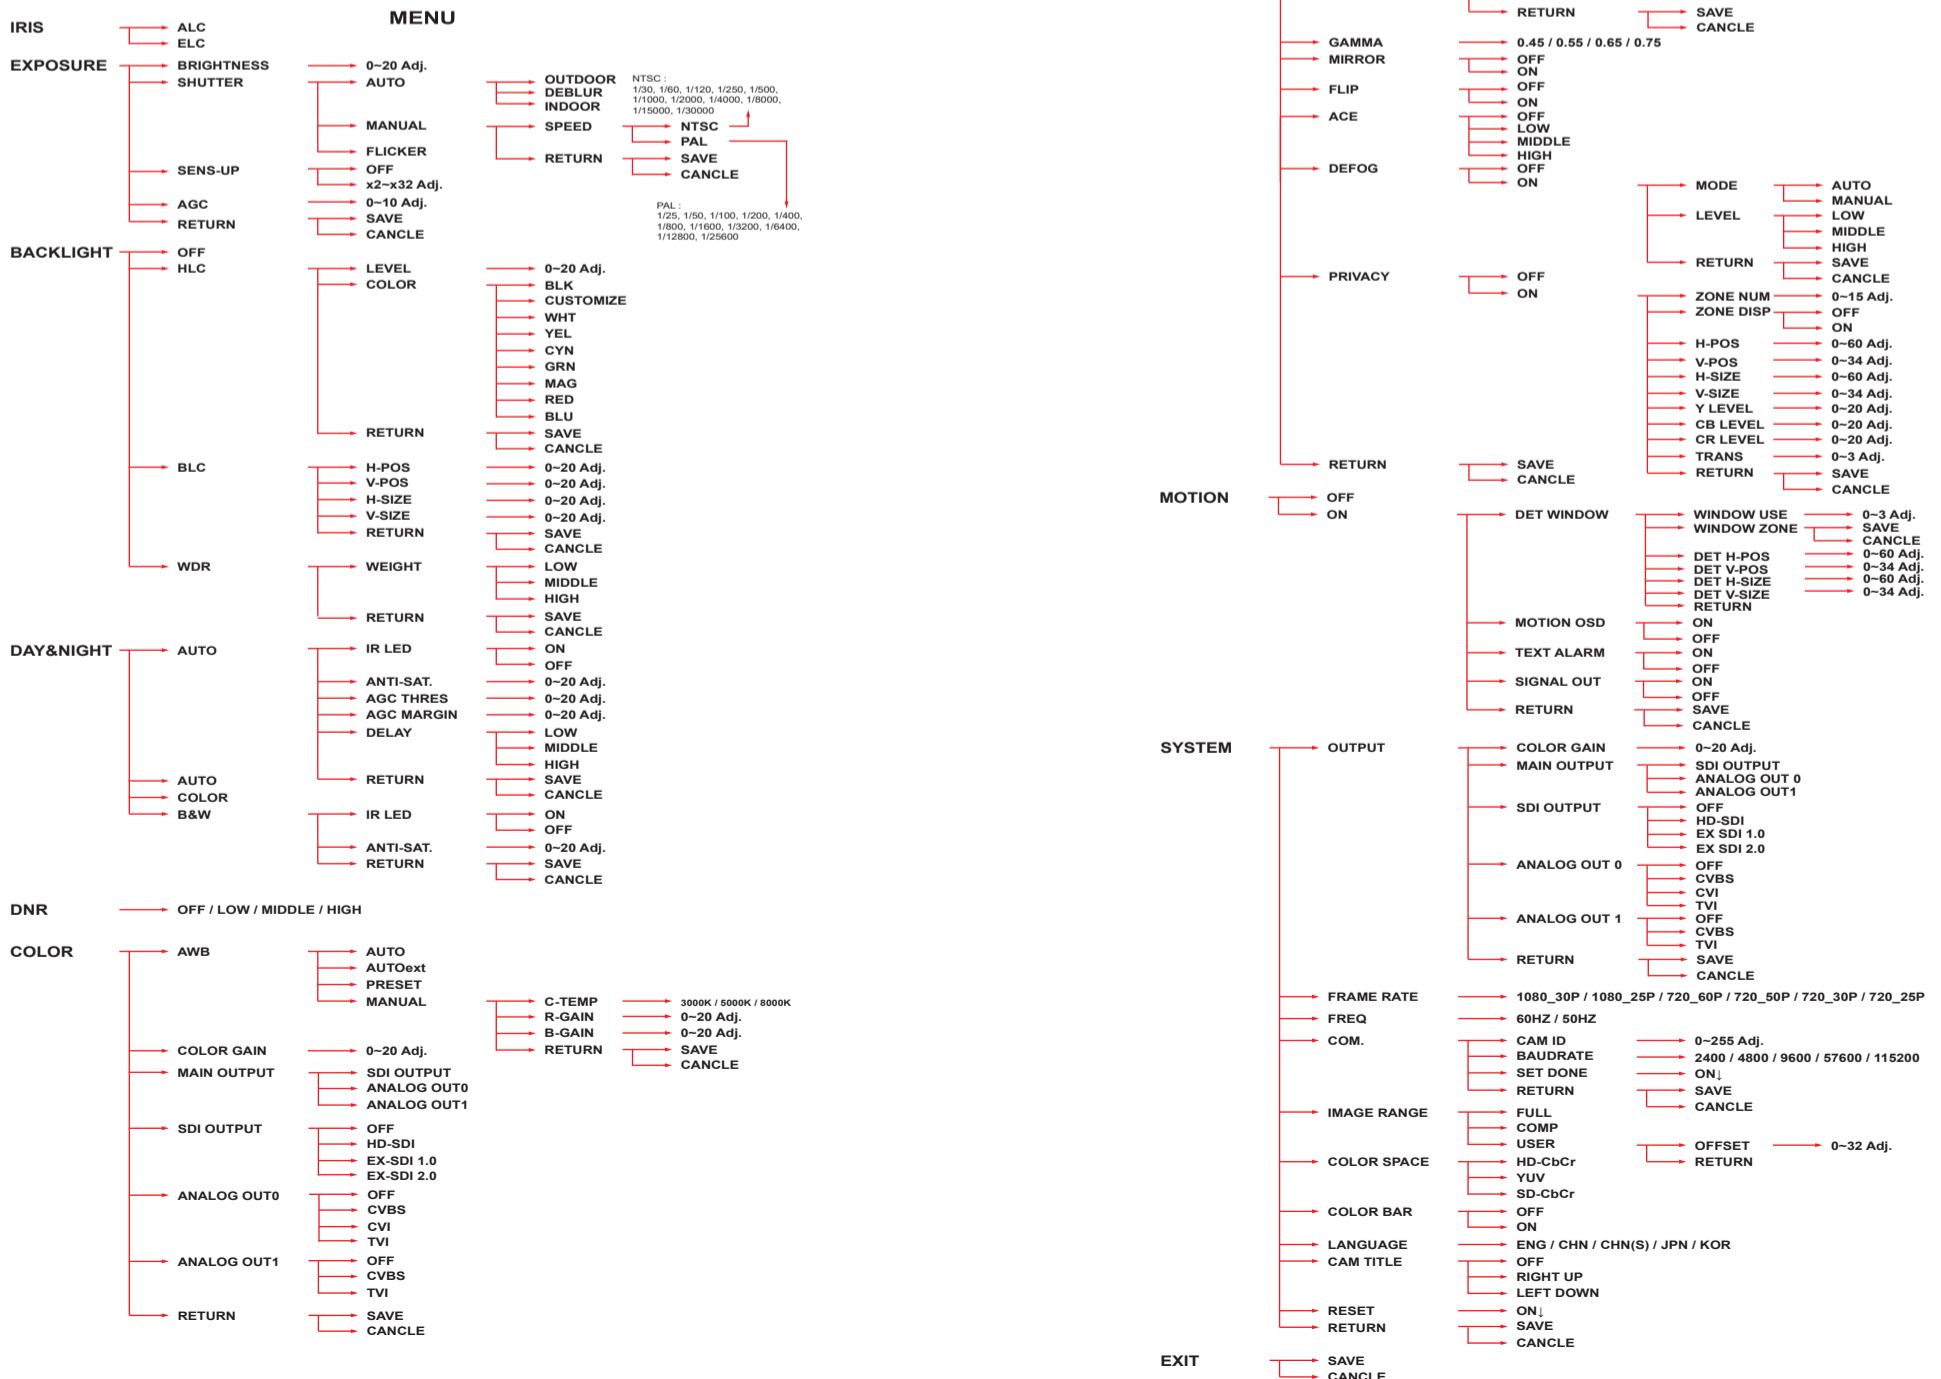 MENU
IRIS ALC
ELC
EXPOSURE BRIGHTNESS 0~20 Adj.
SHUTTER AUTO OUTDOOR
DEBLUR
INDOOR
NTSC :
1/30, 1/60, 1/120, 1/250, 1/500,
1/1000, 1/2000, 1/4000, 1/8000,
1/15000, 1/30000
MANUAL SPEED NTSC
PAL
FLICKER RETURN SAVE
CANCLE
SENS-UP OFF
x2~x32 Adj.
AGC 0~10 Adj.
RETURN SAVE
CANCLE
PAL :
1/25, 1/50, 1/100, 1/200, 1/400,
1/800, 1/1600, 1/3200, 1/6400,
1/12800, 1/25600
BACKLIGHT OFF
HLC LEVEL 0~20 Adj.
COLOR BLK
CUSTOMIZE
WHT
YEL
CYN
GRN
MAG
RED
BLU
RETURN SAVE
CANCLE
BLC H-POS 0~20 Adj.
V-POS 0~20 Adj.
H-SIZE 0~20 Adj.
V-SIZE 0~20 Adj.
RETURN SAVE
CANCLE
WDR WEIGHT LOW
MIDDLE
HIGH
RETURN SAVE
CANCLE
DAY&NIGHT AUTO IR LED ON
OFF
ANTI-SAT. 0~20 Adj.
AGC THRES 0~20 Adj.
AGC MARGIN 0~20 Adj.
DELAY LOW
MIDDLE
HIGH
RETURN SAVE
CANCLE
AUTO
COLOR
B&W IR LED ON
OFF
ANTI-SAT. 0~20 Adj.
RETURN SAVE
CANCLE
DNR OFF / LOW / MIDDLE / HIGH
COLOR AWB AUTO
AUTOext
PRESET
MANUAL C-TEMP 3000K / 5000K / 8000K
R-GAIN 0~20 Adj.
B-GAIN 0~20 Adj.
RETURN SAVE
CANCLE
COLOR GAIN 0~20 Adj.
MAIN OUTPUT SDI OUTPUT
ANALOG OUT0
ANALOG OUT1
SDI OUTPUT OFF
HD-SDI
EX-SDI 1.0
EX-SDI 2.0
ANALOG OUT0 OFF
CVBS
CVI
TVI
ANALOG OUT1 OFF
CVBS
TVI
RETURN SAVE
CANCLE
RETURN SAVE
CANCLE
GAMMA 0.45 / 0.55 / 0.65 / 0.75
MIRROR OFF
ON
FLIP OFF
ON
ACE OFF
LOW
MIDDLE
HIGH
DEFOG OFF
ON MODE AUTO
MANUAL
LEVEL LOW
MIDDLE
HIGH
RETURN SAVE
CANCLE
PRIVACY OFF
ON ZONE NUM 0~15 Adj.
ZONE DISP OFF
ON
H-POS 0~60 Adj.
V-POS 0~34 Adj.
H-SIZE 0~60 Adj.
V-SIZE 0~34 Adj.
Y LEVEL 0~20 Adj.
CB LEVEL 0~20 Adj.
CR LEVEL 0~20 Adj.
TRANS 0~3 Adj.
RETURN SAVE
CANCLE
RETURN SAVE
CANCLE
MOTION OFF
ON DET WINDOW WINDOW USE 0~3 Adj.
WINDOW ZONE SAVE
CANCLE
DET H-POS 0~60 Adj.
DET V-POS 0~34 Adj.
DET H-SIZE 0~60 Adj.
DET V-SIZE 0~34 Adj.
RETURN
MOTION OSD ON
OFF
TEXT ALARM ON
OFF
SIGNAL OUT ON
OFF
RETURN SAVE
CANCLE
SYSTEM OUTPUT COLOR GAIN 0~20 Adj.
MAIN OUTPUT SDI OUTPUT
ANALOG OUT 0
ANALOG OUT1
SDI OUTPUT OFF
HD-SDI
EX SDI 1.0
EX SDI 2.0
ANALOG OUT 0 OFF
CVBS
CVI
TVI
ANALOG OUT 1 OFF
CVBS
TVI
RETURN SAVE
CANCLE
FRAME RATE 1080_30P / 1080_25P / 720_60P / 720_50P / 720_30P / 720_25P
FREQ 60HZ / 50HZ
COM. CAM ID 0~255 Adj.
BAUDRATE 2400 / 4800 / 9600 / 57600 / 115200
SET DONE ON↓
RETURN SAVE
CANCLE
IMAGE RANGE FULL
COMP
USER OFFSET 0~32 Adj.
RETURN
COLOR SPACE HD-CbCr
YUV
SD-CbCr
COLOR BAR OFF
ON
LANGUAGE ENG / CHN / CHN(S) / JPN / KOR
CAM TITLE OFF
RIGHT UP
LEFT DOWN
RESET ON↓
RETURN SAVE
CANCLE
EXIT SAVE
CANCLE